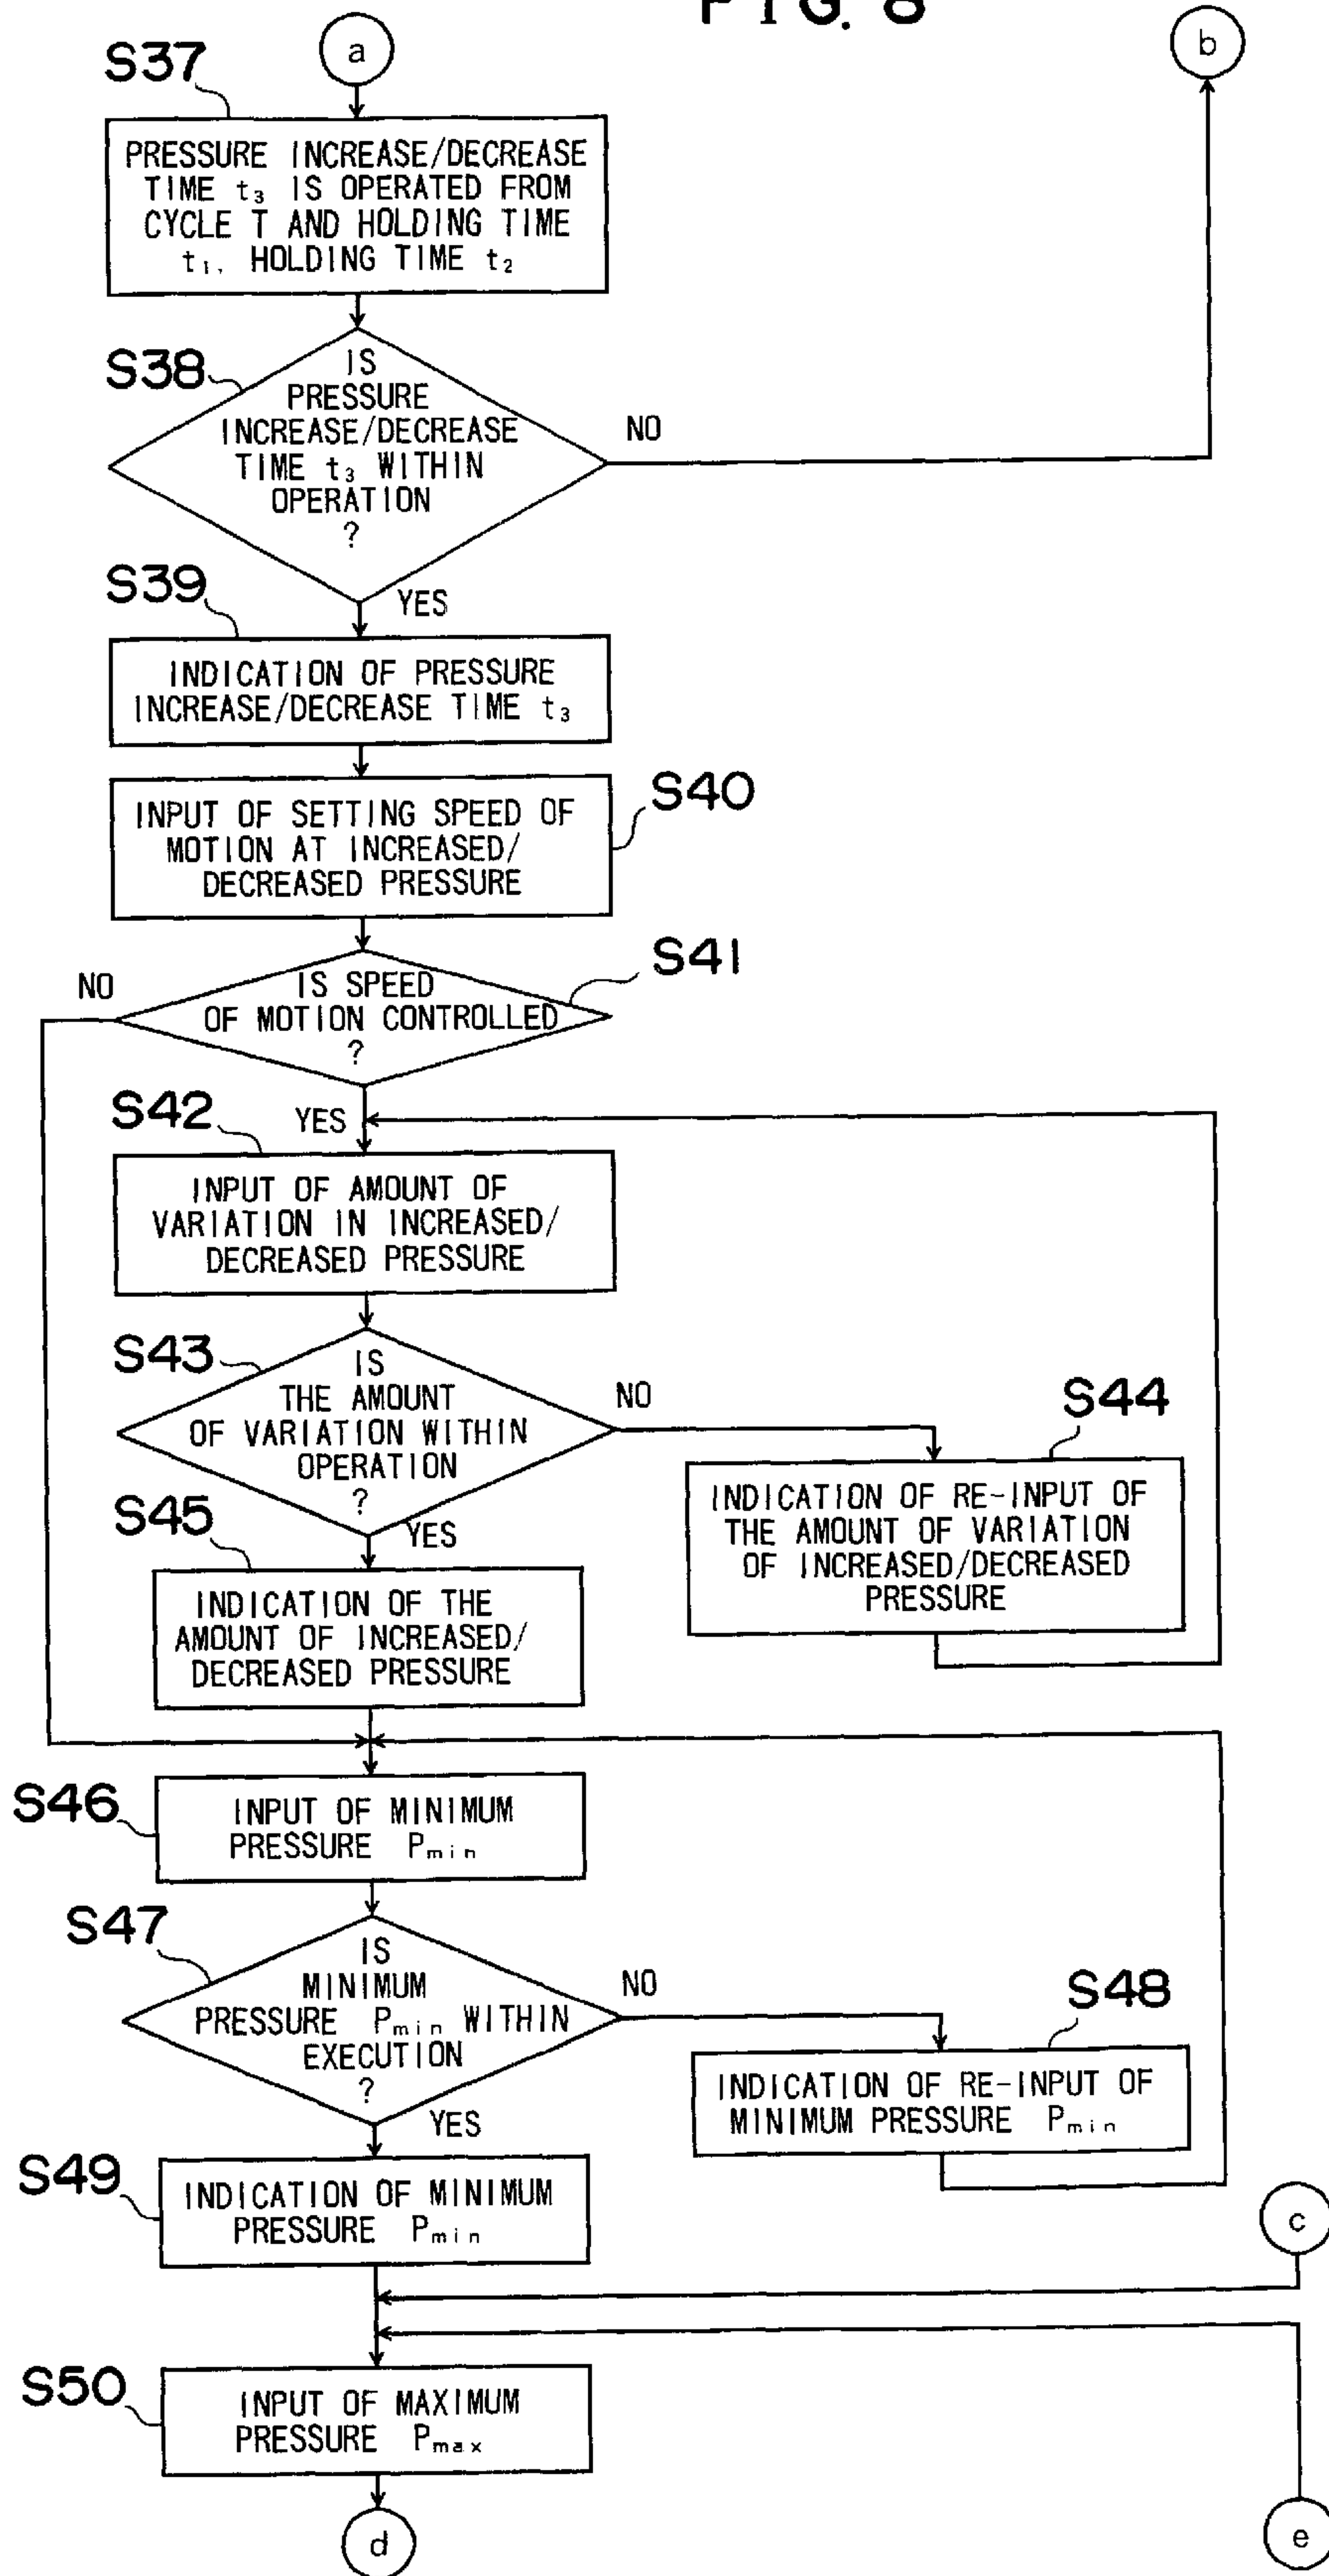 FIG. 8
a
b
S37
PRESSURE INCREASE/DECREASE
TIME t₃ IS OPERATED FROM
CYCLE T AND HOLDING TIME
t₁, HOLDING TIME t₂
S38
IS
PRESSURE
INCREASE/DECREASE
TIME t₃ WITHIN
OPERATION
?
NO
YES
S39
INDICATION OF PRESSURE
INCREASE/DECREASE TIME t₃
S40
INPUT OF SETTING SPEED OF
MOTION AT INCREASED/
DECREASED PRESSURE
S41
NO
IS SPEED
OF MOTION CONTROLLED
?
YES
S42
INPUT OF AMOUNT OF
VARIATION IN INCREASED/
DECREASED PRESSURE
S43
IS
THE AMOUNT
OF VARIATION WITHIN
OPERATION
?
NO
YES
S44
INDICATION OF RE-INPUT OF
THE AMOUNT OF VARIATION
OF INCREASED/DECREASED
PRESSURE
S45
INDICATION OF THE
AMOUNT OF INCREASED/
DECREASED PRESSURE
S46
INPUT OF MINIMUM
PRESSURE Pmin
S47
IS
MINIMUM
PRESSURE Pmin WITHIN
EXECUTION
?
NO
YES
S48
INDICATION OF RE-INPUT OF
MINIMUM PRESSURE Pmin
S49
INDICATION OF MINIMUM
PRESSURE Pmin
c
S50
INPUT OF MAXIMUM
PRESSURE Pmax
d
e